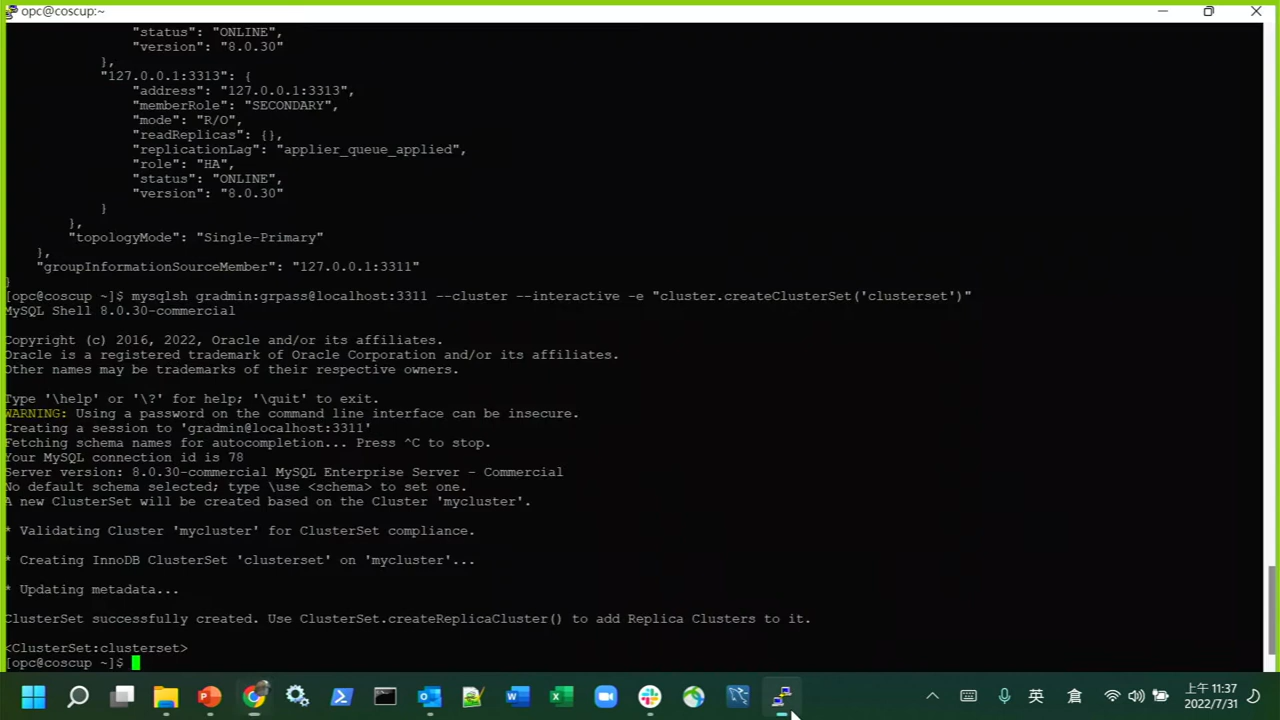 opc@coscup:~
"status": "ONLINE",
"version": "8.0.30"
},
"127.0.0.1:3313": {
"address": "127.0.0.1:3313",
"memberRole": "SECONDARY",
"mode": "R/O",
"readReplicas": {},
"replicationLag": "applier_queue_applied",
"role": "HA",
"status": "ONLINE",
"version": "8.0.30"
}
},
"topologyMode": "Single-Primary"
},
"groupInformationSourceMember": "127.0.0.1:3311"
}
[opc@coscup ~]$ mysqlsh gradmin:grpass@localhost:3311 --cluster --interactive -e "cluster.createClusterSet('clusterset')"
MySQL Shell 8.0.30-commercial
Copyright (c) 2016, 2022, Oracle and/or its affiliates.
Oracle is a registered trademark of Oracle Corporation and/or its affiliates.
Other names may be trademarks of their respective owners.
Type '\help' or '\?' for help; '\quit' to exit.
WARNING: Using a password on the command line interface can be insecure.
Creating a session to 'gradmin@localhost:3311'
Fetching schema names for autocompletion... Press ^C to stop.
Your MySQL connection id is 78
Server version: 8.0.30-commercial MySQL Enterprise Server - Commercial
No default schema selected; type \use <schema> to set one.
A new ClusterSet will be created based on the Cluster 'mycluster'.
* Validating Cluster 'mycluster' for ClusterSet compliance.
* Creating InnoDB ClusterSet 'clusterset' on 'mycluster'...
* Updating metadata...
ClusterSet successfully created. Use ClusterSet.createReplicaCluster() to add Replica Clusters to it.
<ClusterSet:clusterset>
[opc@coscup ~]$
英 倉 上午 11:37
2022/7/31